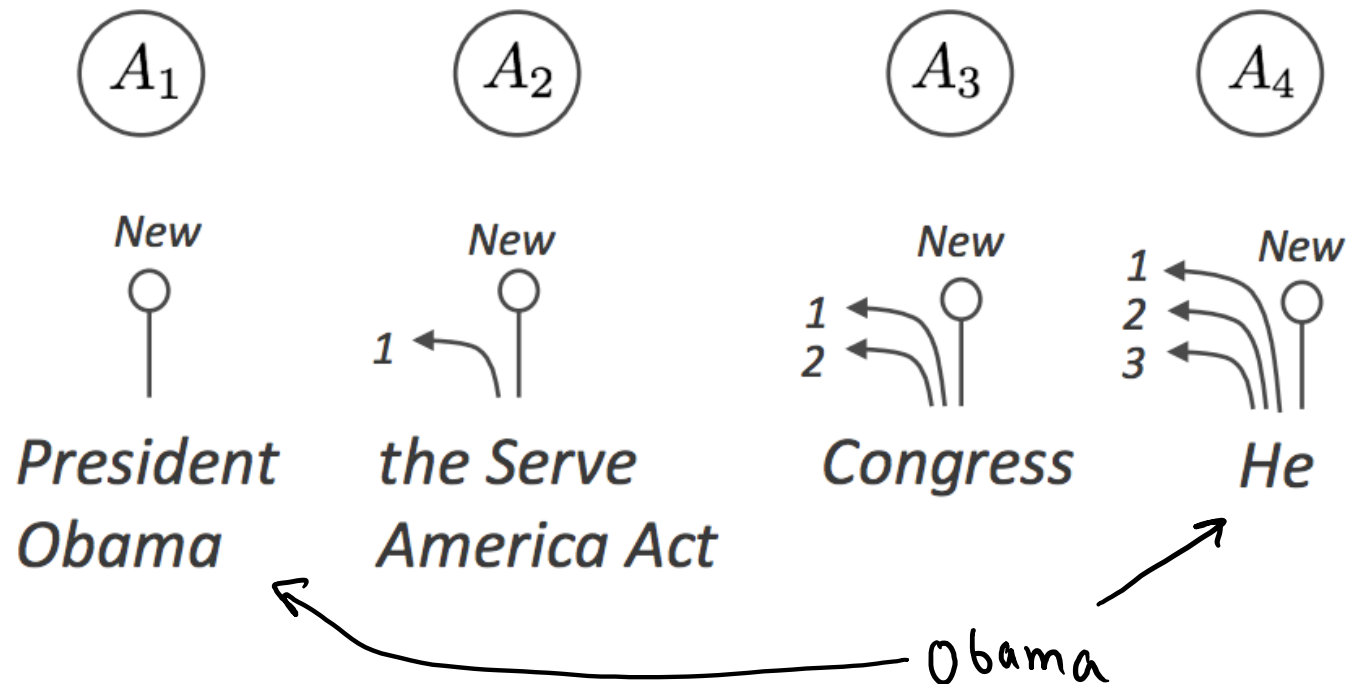 A₁ A₂ A₃ A₄
New New New New
1 1 2 1 2 3
President Obama
the Serve America Act
Congress
He
Obama